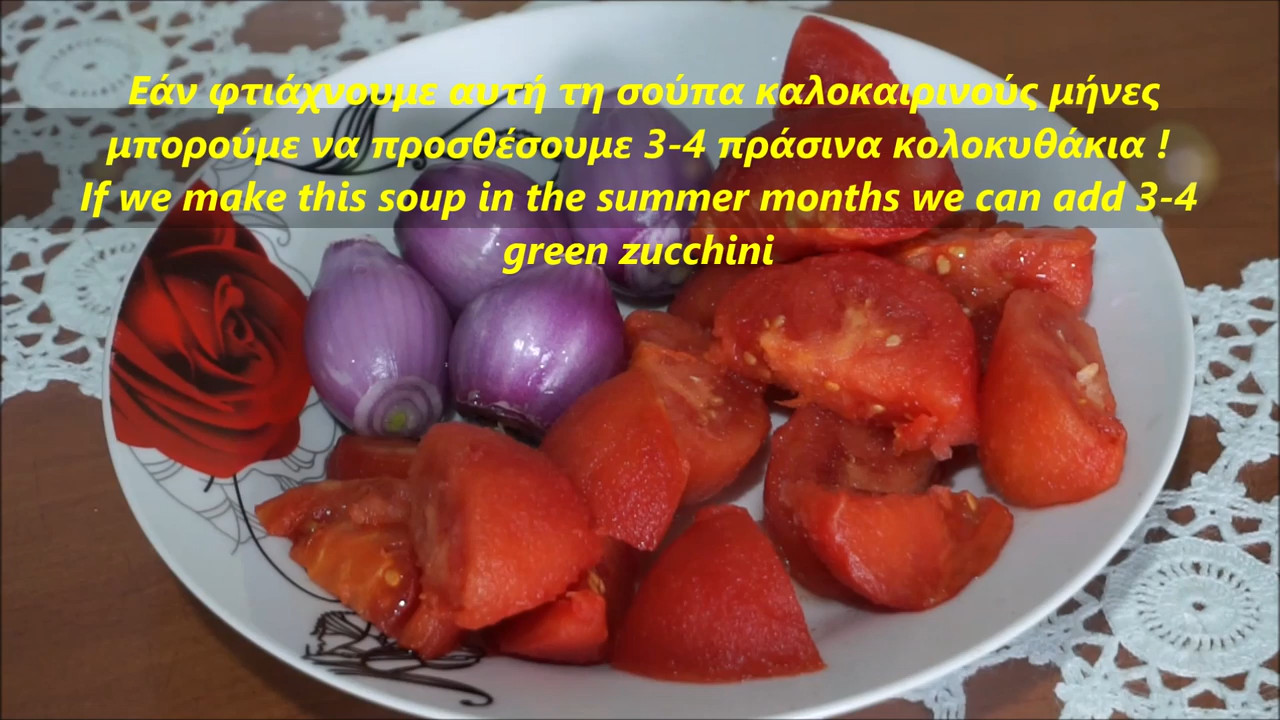 Εάν φτιάχνουμε αυτή τη σούπα καλοκαιρινούς μήνες
μπορούμε να προσθέσουμε 3-4 πράσινα κολοκυθάκια !
If we make this soup in the summer months we can add 3-4
green zucchini